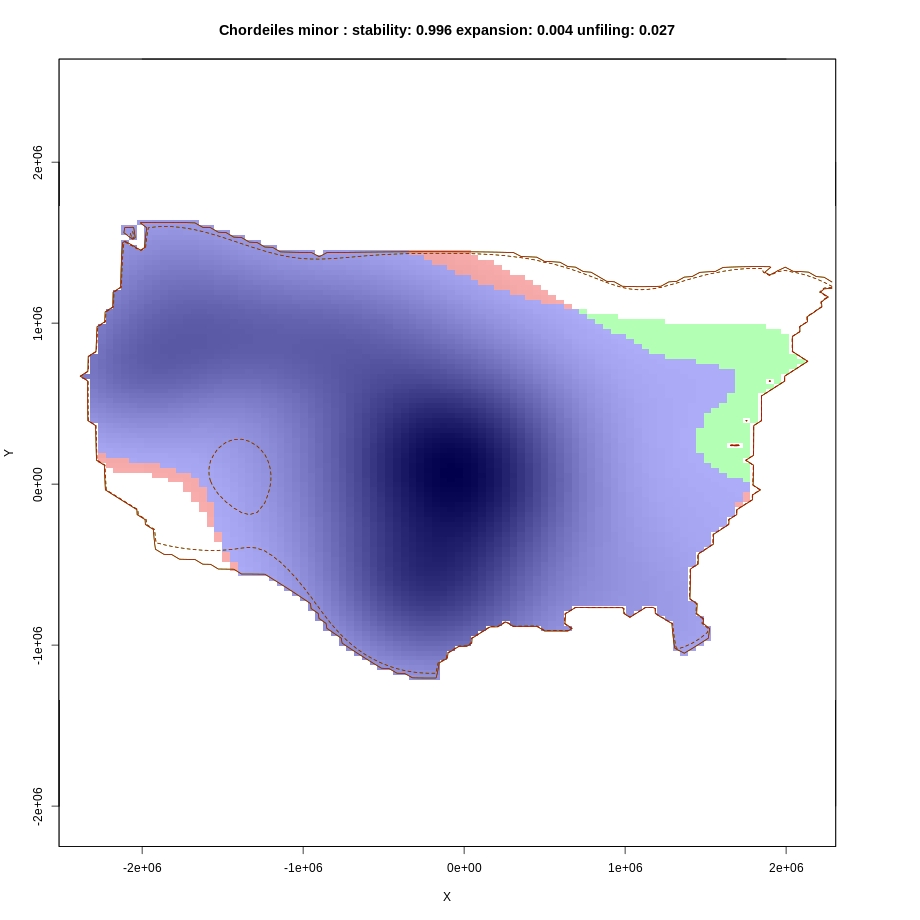 Chordeiles minor : stability: 0.996 expansion: 0.004 unfiling: 0.027
2e+06
1e+06
0e+00
-1e+06
-2e+06
Y
-2e+06 -1e+06 0e+00 1e+06 2e+06
X